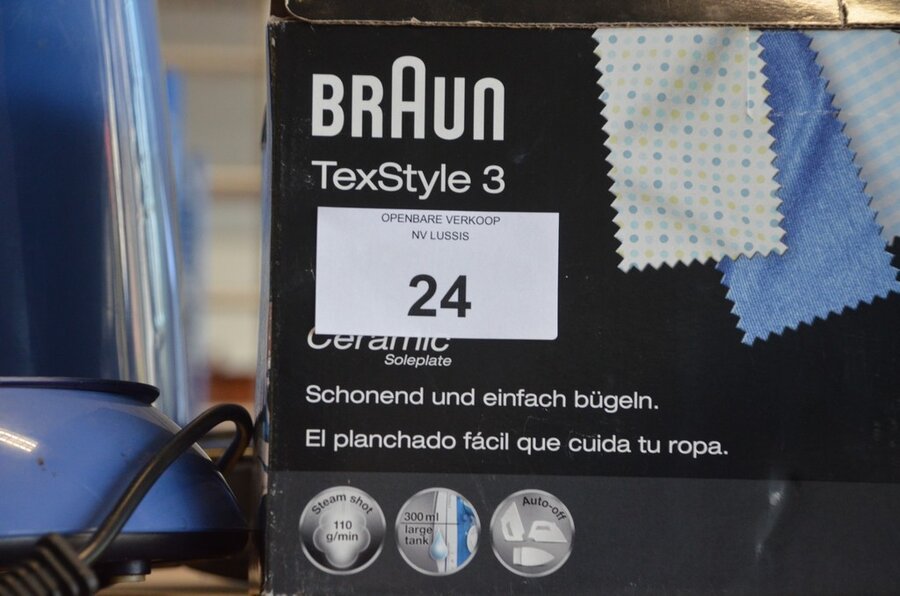 BRAUN
TexStyle 3
OPENBARE VERKOOP
NV LUSSIS
24
Ceramic
Soleplate
Schonend und einfach bügeln.
El planchado fácil que cuida tu ropa.
Steam shot
110
g/min
300 ml
large
tank
Auto-off